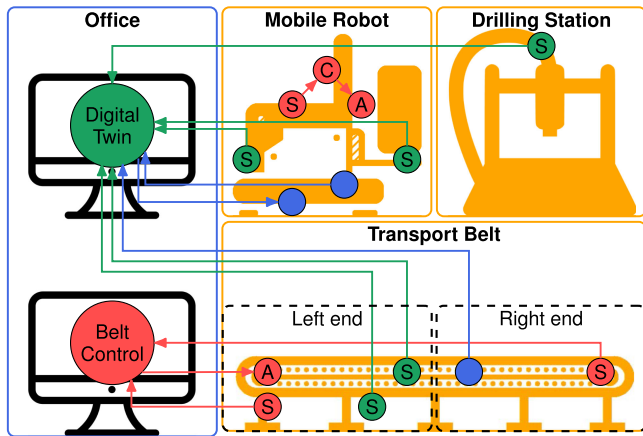 Office
Mobile Robot
Drilling Station
S
C
S
A
Digital
Twin
S
S
Transport Belt
Left end
Right end
Belt
Control
A
S
S
S
S